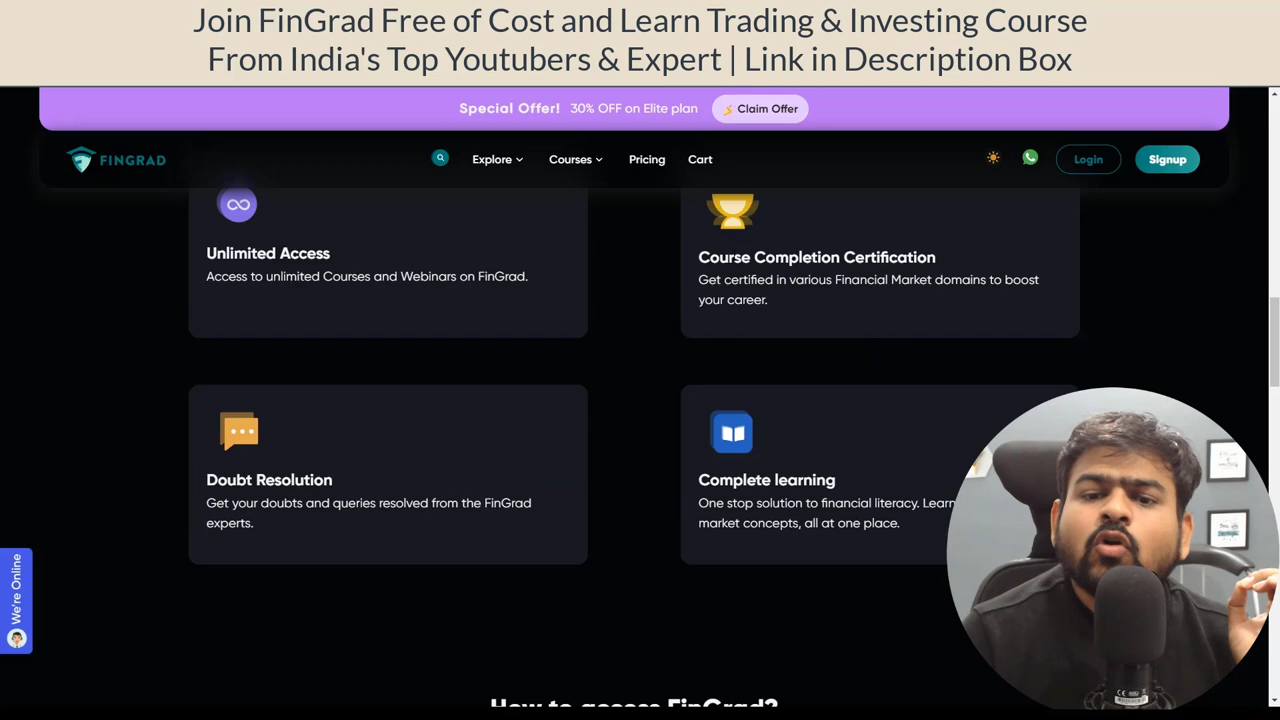 Join FinGrad Free of Cost and Learn Trading & Investing Course
From India's Top Youtubers & Expert | Link in Description Box
Special Offer! 30% OFF on Elite plan Claim Offer
FINGRAD Explore Courses Pricing Cart Login Signup
Unlimited Access
Access to unlimited Courses and Webinars on FinGrad.
Course Completion Certification
Get certified in various Financial Market domains to boost
your career.
Doubt Resolution
Get your doubts and queries resolved from the FinGrad
experts.
Complete learning
One stop solution to financial literacy. Learn
market concepts, all at one place.
We're Online
How to access FinGrad?